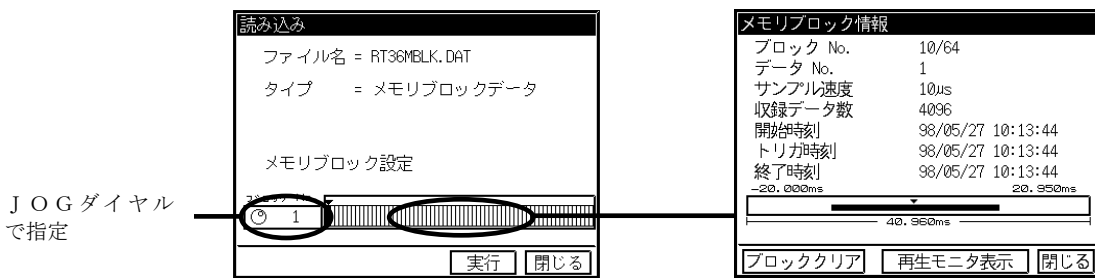 読み込み
ファイル名 = RT36MBLK.DAT
タイプ = メモリブロックデータ
メモリブロック設定
1
実行
閉じる
JOGダイヤル
で指定
メモリブロック情報
ブロック No. 10/64
データ No. 1
サンプル速度 10μs
収録データ数 4096
開始時刻 98/05/27 10:13:44
トリガ時刻 98/05/27 10:13:44
終了時刻 98/05/27 10:13:44
-20.000ms 20.950ms
40.960ms
ブロッククリア
再生モニタ表示
閉じる